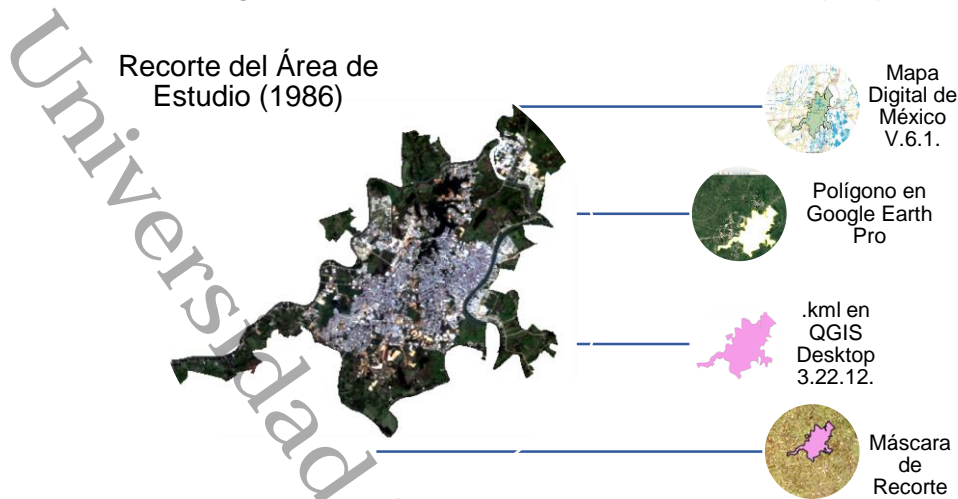 Recorte del Área de
Estudio (1986)
Mapa
Digital de
México
V.6.1.
Polígono en
Google Earth
Pro
.kml en
QGIS
Desktop
3.22.12.
Máscara
de
Recorte
Universidad